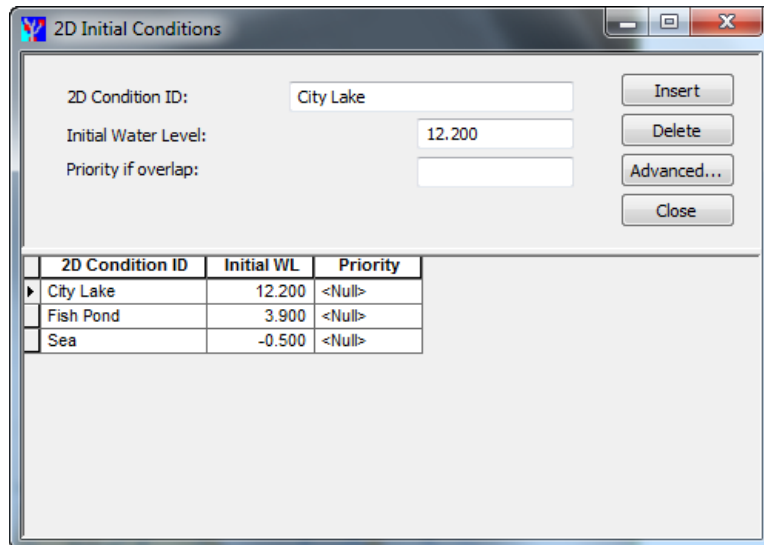 2D Initial Conditions
2D Condition ID: City Lake Insert
Initial Water Level: 12.200 Delete
Priority if overlap: Advanced...
Close
2D Condition ID Initial WL Priority
City Lake 12.200 <Null>
Fish Pond 3.900 <Null>
Sea -0.500 <Null>